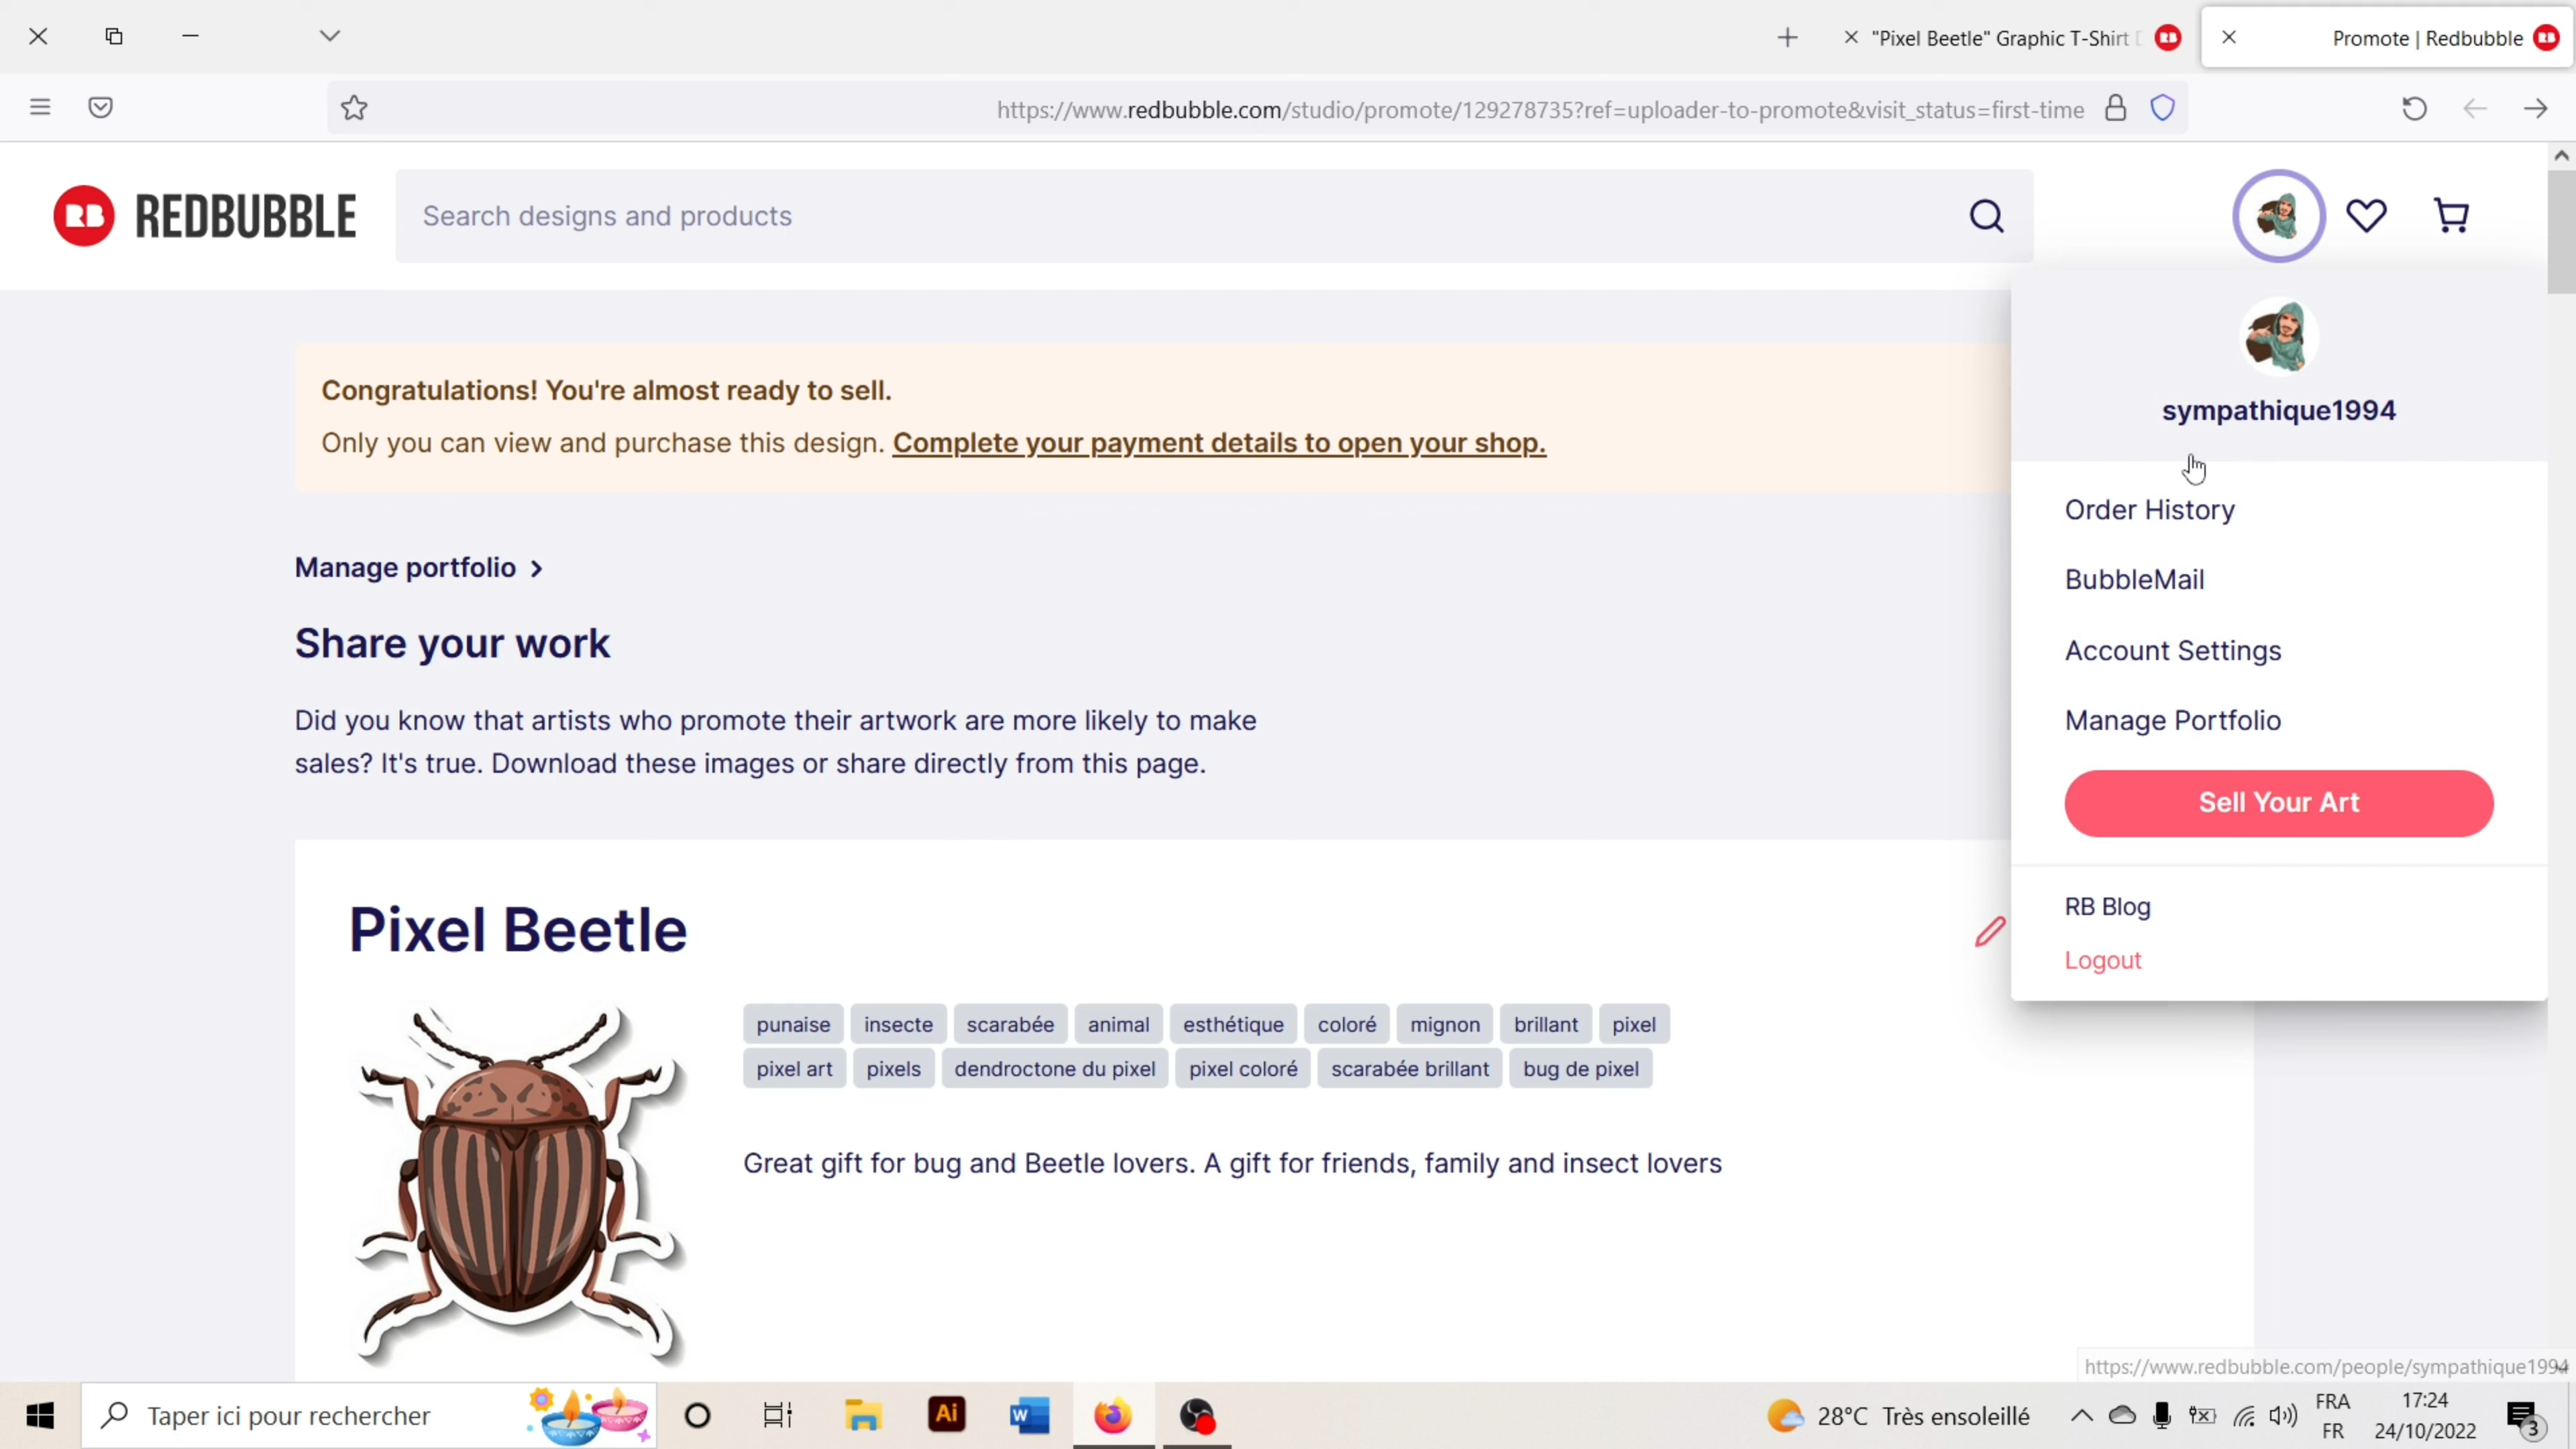 "Pixel Beetle" Graphic T-Shirt
Promote | Redbubble
https://www.redbubble.com/studio/promote/129278735?ref=uploader-to-promote&visit_status=first-time
RB REDBUBBLE
Search designs and products
sympathique1994
Order History
BubbleMail
Account Settings
Manage Portfolio
Sell Your Art
RB Blog
Logout
Congratulations! You're almost ready to sell.
Only you can view and purchase this design. Complete your payment details to open your shop.
Manage portfolio
Share your work
Did you know that artists who promote their artwork are more likely to make
sales? It's true. Download these images or share directly from this page.
Pixel Beetle
punaise insecte scarabée animal esthétique coloré mignon brillant pixel
pixel art pixels dendroctone du pixel pixel coloré scarabée brillant bug de pixel
Great gift for bug and Beetle lovers. A gift for friends, family and insect lovers
https://www.redbubble.com/people/sympathique1994
Taper ici pour rechercher
Ai
W
28°C Très ensoleillé
FRA
FR
17:24
24/10/2022
3